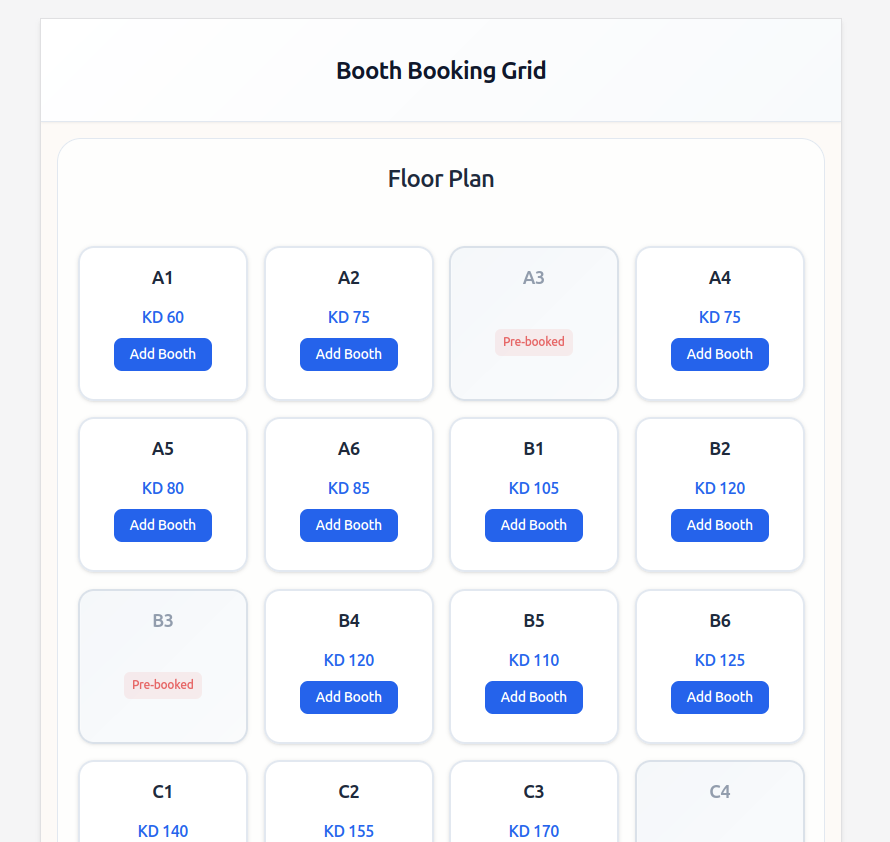 Booth Booking Grid
Floor Plan
A1
KD 60
Add Booth
A2
KD 75
Add Booth
A3
Pre-booked
A4
KD 75
Add Booth
A5
KD 80
Add Booth
A6
KD 85
Add Booth
B1
KD 105
Add Booth
B2
KD 120
Add Booth
B3
Pre-booked
B4
KD 120
Add Booth
B5
KD 110
Add Booth
B6
KD 125
Add Booth
C1
KD 140
C2
KD 155
C3
KD 170
C4